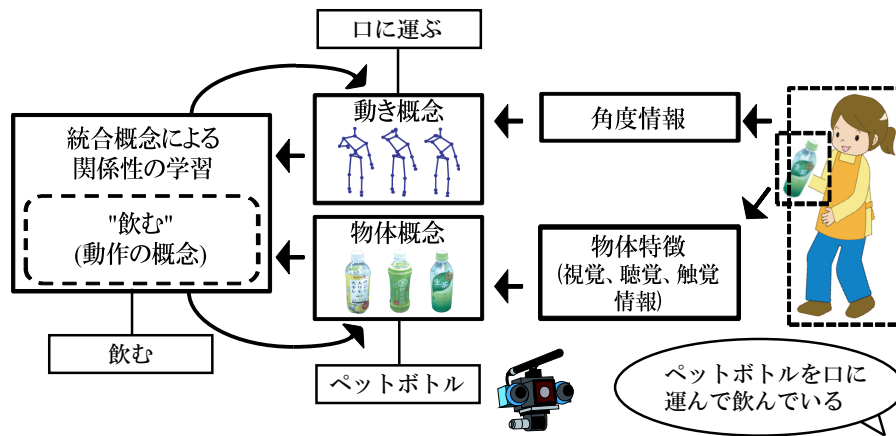 口に運ぶ
動き概念
角度情報
統合概念による
関係性の学習
"飲む"
(動作の概念)
物体概念
生茶
物体特徴
(視覚、聴覚、触覚
情報)
飲む
ペットボトル
ペットボトルを口に
運んで飲んでいる